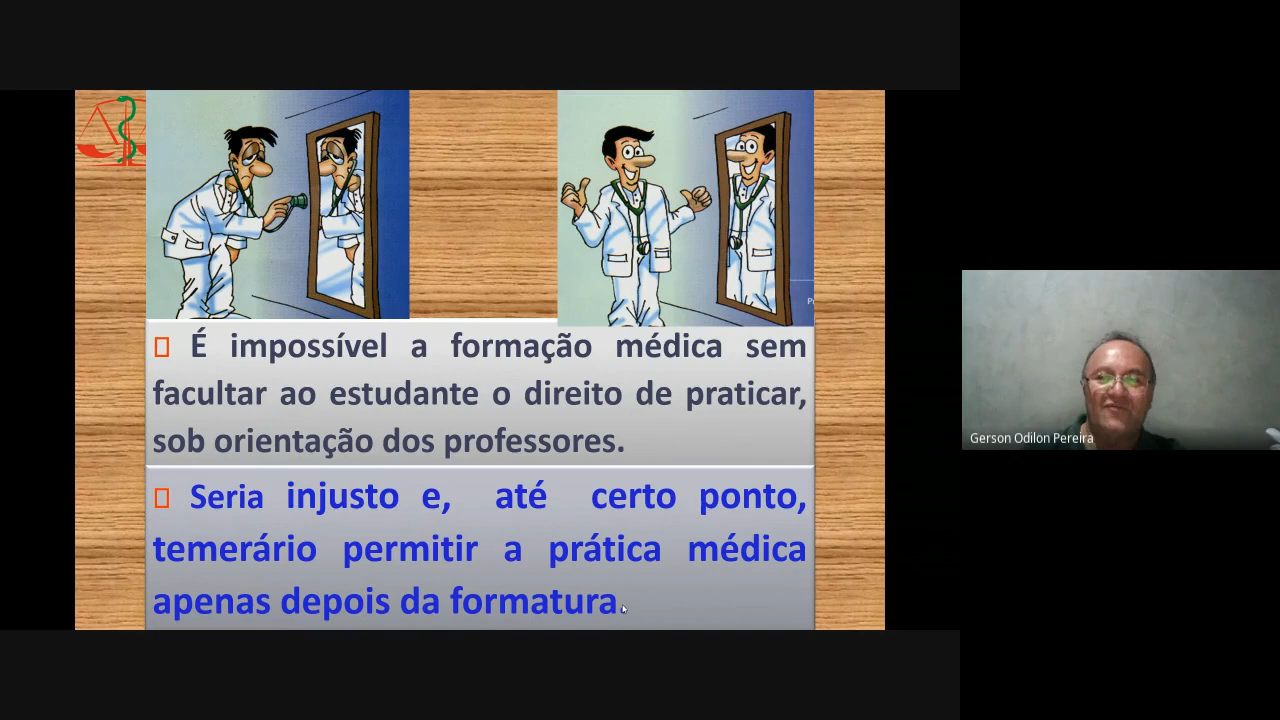 É impossível a formação médica sem
facultar ao estudante o direito de praticar,
sob orientação dos professores.
Seria injusto e, até certo ponto,
temerário permitir a prática médica
apenas depois da formatura.
Gerson Odilon Pereira